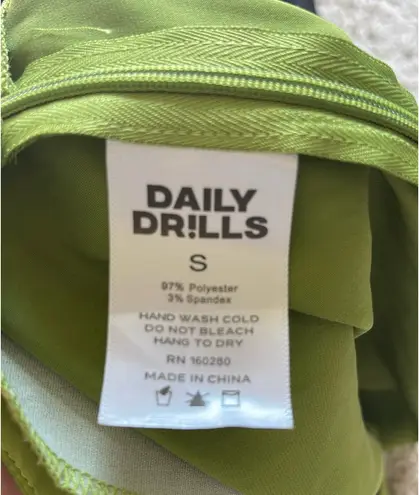 DAILY
DR!LLS
S
97% Polyester
3% Spandex
HAND WASH COLD
DO NOT BLEACH
HANG TO DRY
RN 160280
MADE IN CHINA